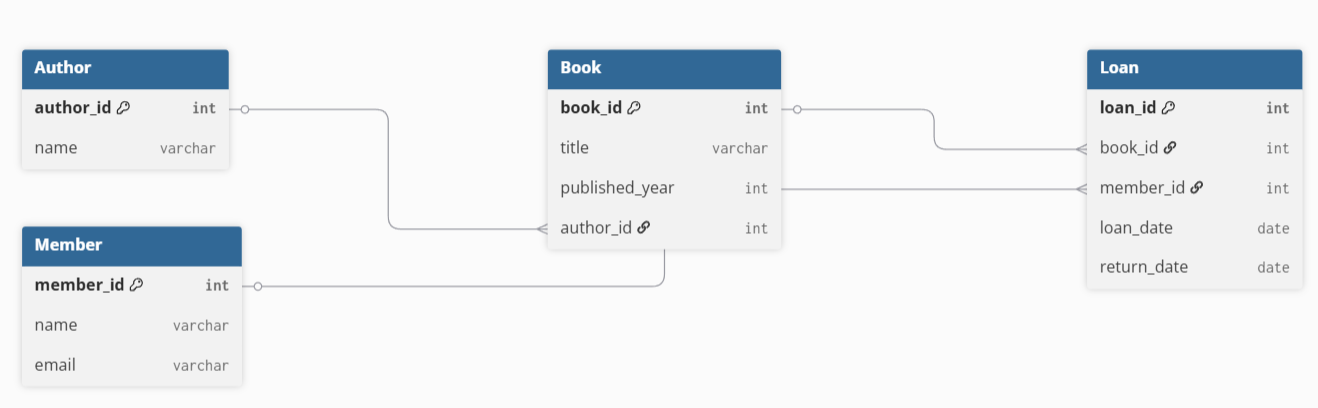 Author
author_id int
name varchar
Member
member_id int
name varchar
email varchar
Book
book_id int
title varchar
published_year int
author_id int
Loan
loan_id int
book_id int
member_id int
loan_date date
return_date date